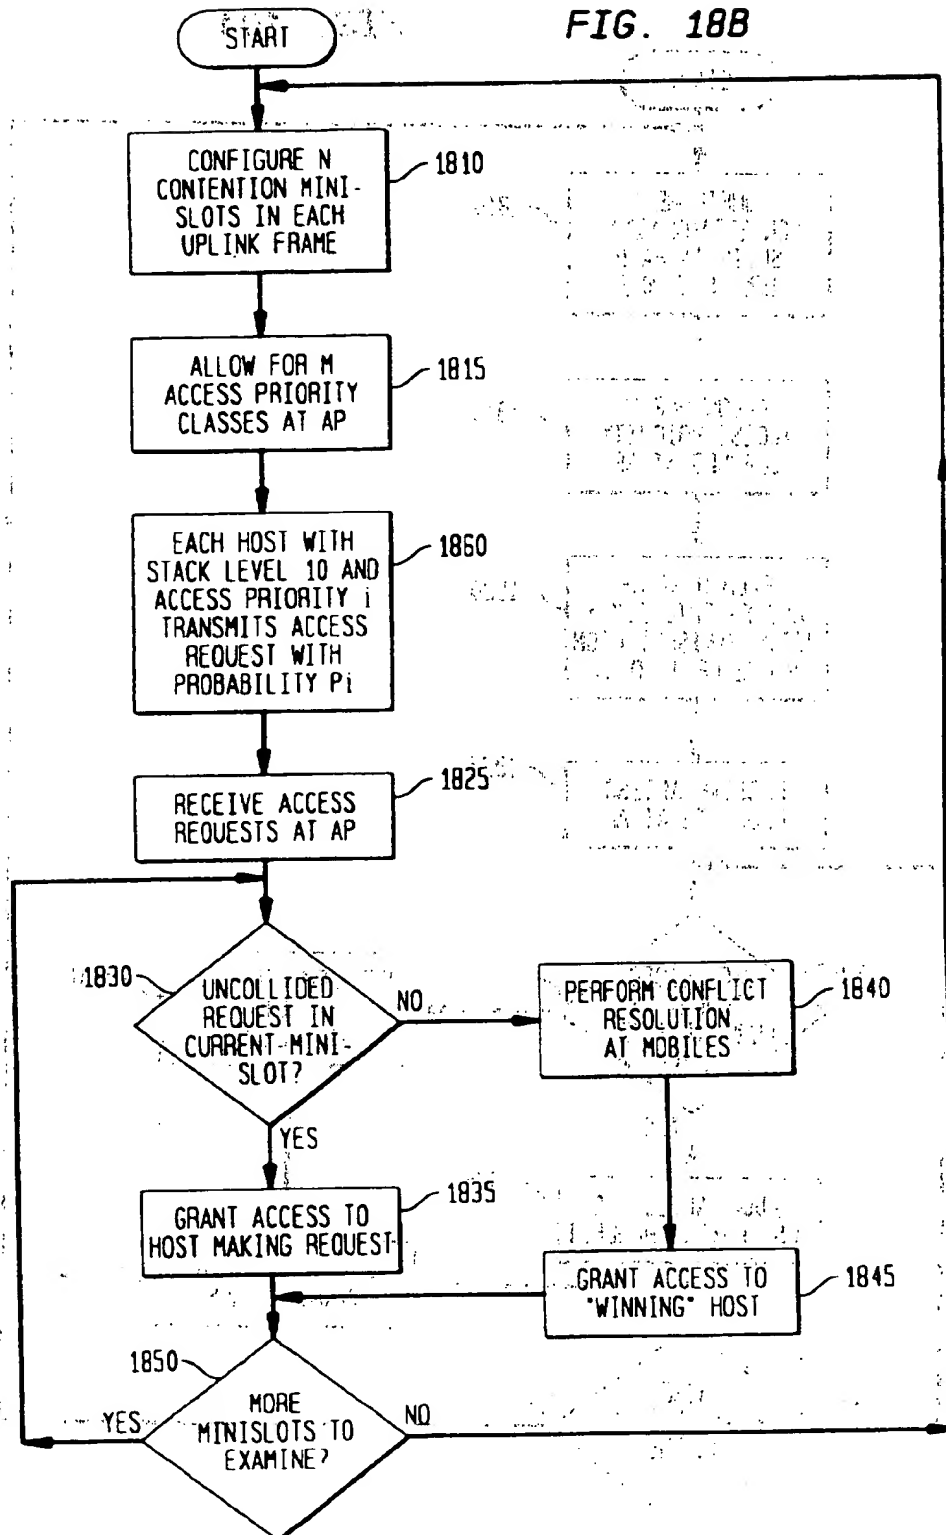 FIG. 18B
START
CONFIGURE N
CONTENTION MINI-
SLOTS IN EACH
UPLINK FRAME
1810
ALLOW FOR M
ACCESS PRIORITY
CLASSES AT AP
1815
EACH HOST WITH
STACK LEVEL 10 AND
ACCESS PRIORITY i
TRANSMITS ACCESS
REQUEST WITH
PROBABILITY Pi
1860
RECEIVE ACCESS
REQUESTS AT AP
1825
1830
UNCOLLIDED
REQUEST IN
CURRENT MINI-
SLOT?
NO
YES
PERFORM CONFLICT
RESOLUTION
AT MOBILES
1840
GRANT ACCESS TO
HOST MAKING REQUEST
1835
GRANT ACCESS TO
"WINNING" HOST
1845
1850
MORE
MINISLOTS TO
EXAMINE?
YES
NO